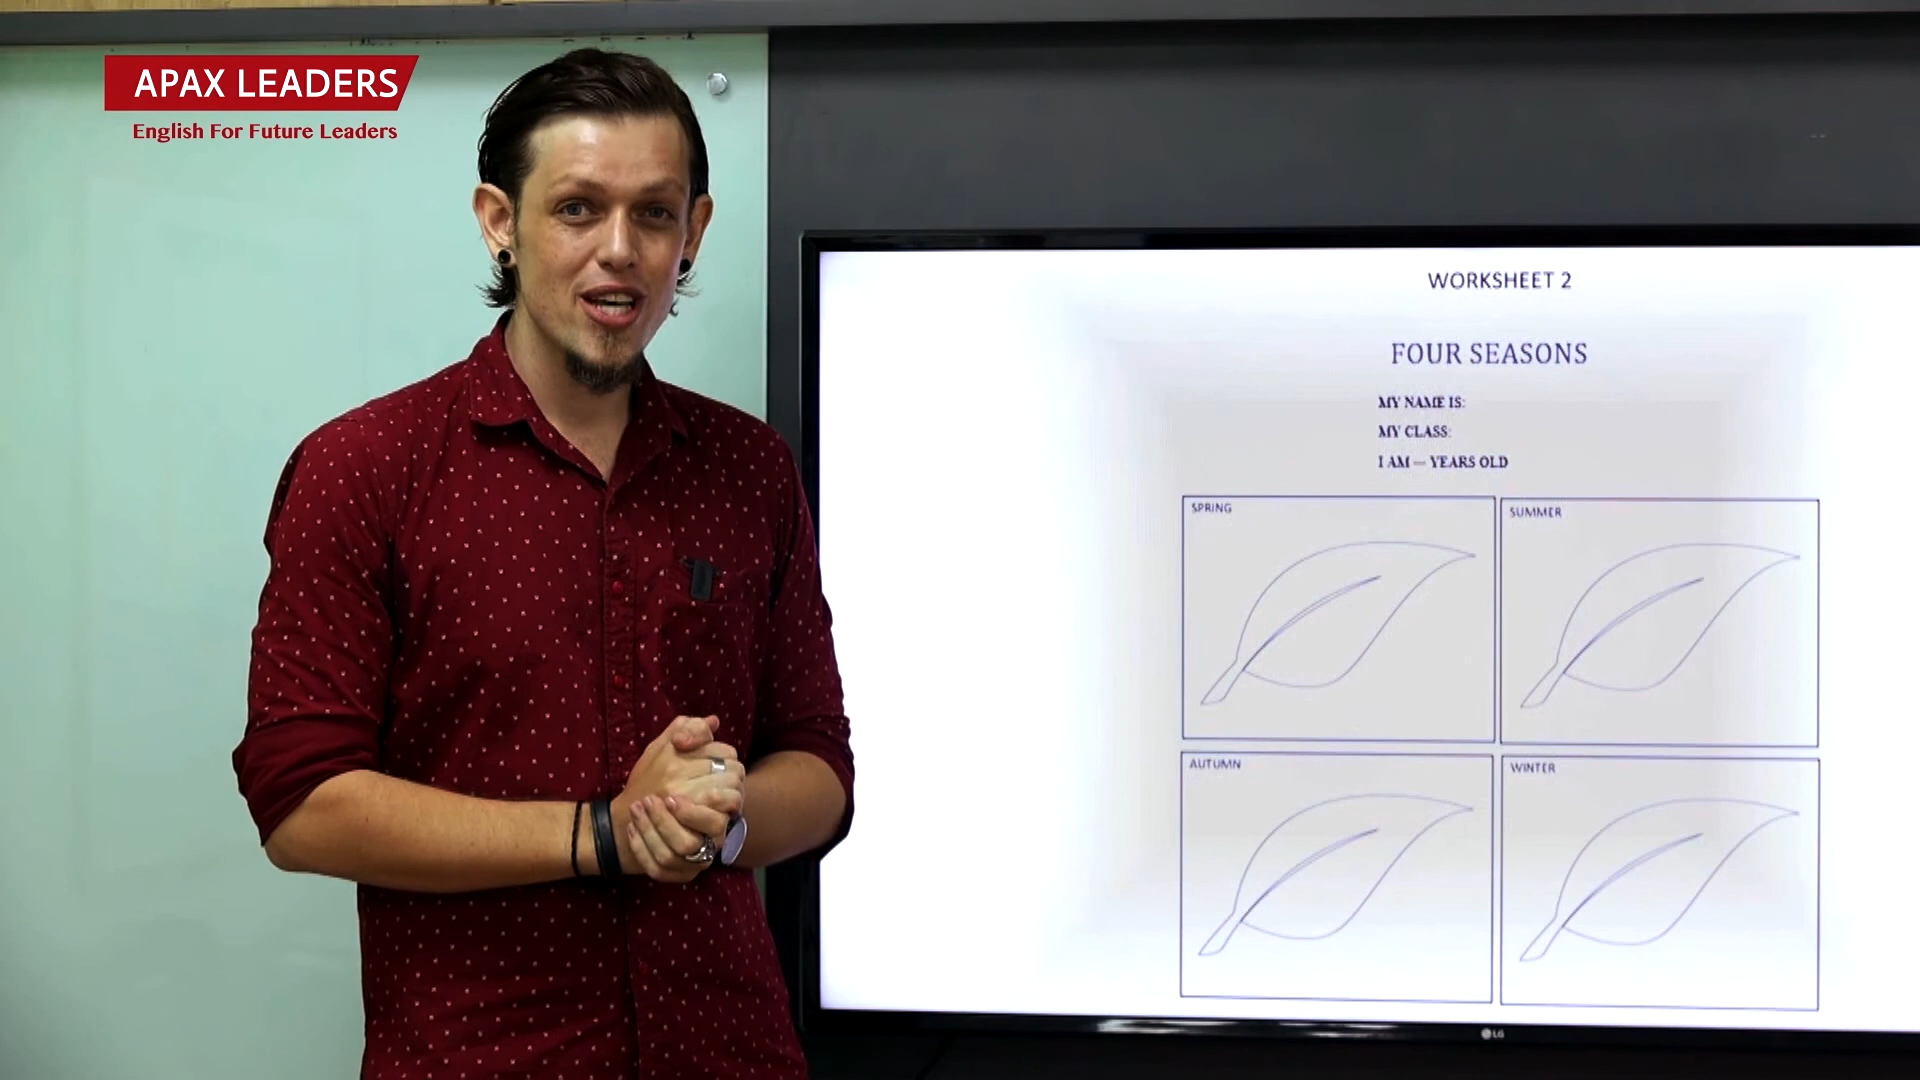 APAX LEADERS
English For Future Leaders
WORKSHEET 2
FOUR SEASONS
MY NAME IS:
MY CLASS:
I AM — YEARS OLD
SPRING
SUMMER
AUTUMN
WINTER
LG